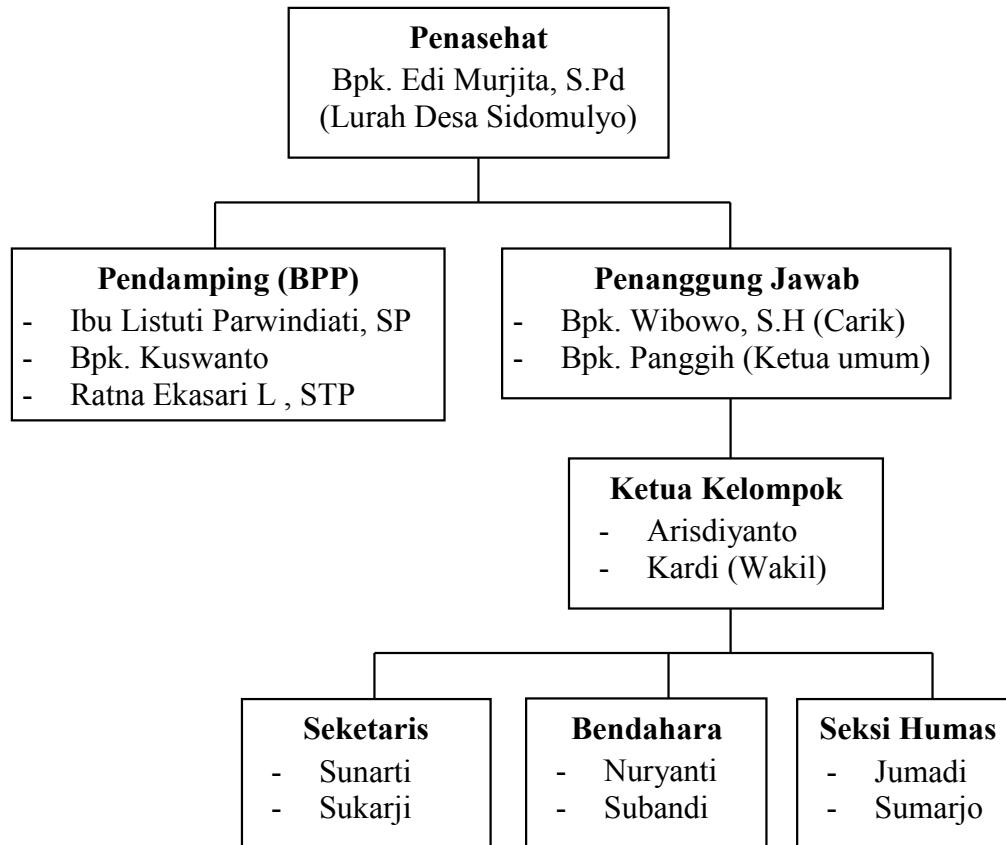 Penasehat
Bpk. Edi Murjita, S.Pd
(Lurah Desa Sidomulyo)
Pendamping (BPP)
- Ibu Listuti Parwindiati, SP
- Bpk. Kuswanto
- Ratna Ekasari L , STP
Penanggung Jawab
- Bpk. Wibowo, S.H (Carik)
- Bpk. Panggih (Ketua umum)
Ketua Kelompok
- Arisdiyanto
- Kardi (Wakil)
Seketaris
- Sunarti
- Sukarji
Bendahara
- Nuryanti
- Subandi
Seksi Humas
- Jumadi
- Sumarjo